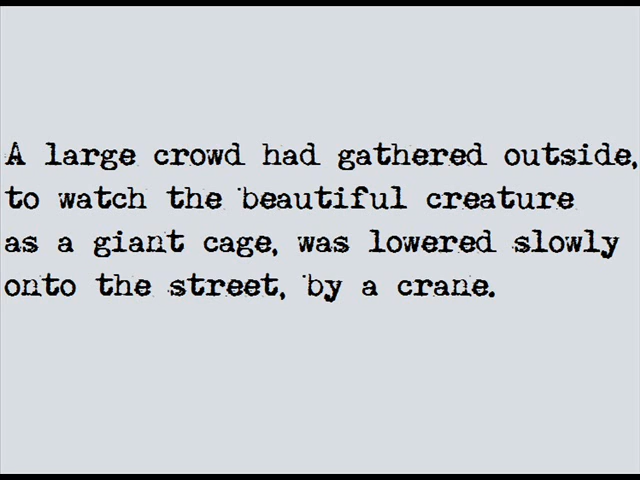 A large crowd had gathered outside,
to watch the beautiful creature
as a giant cage, was lowered slowly
onto the street, by a crane.